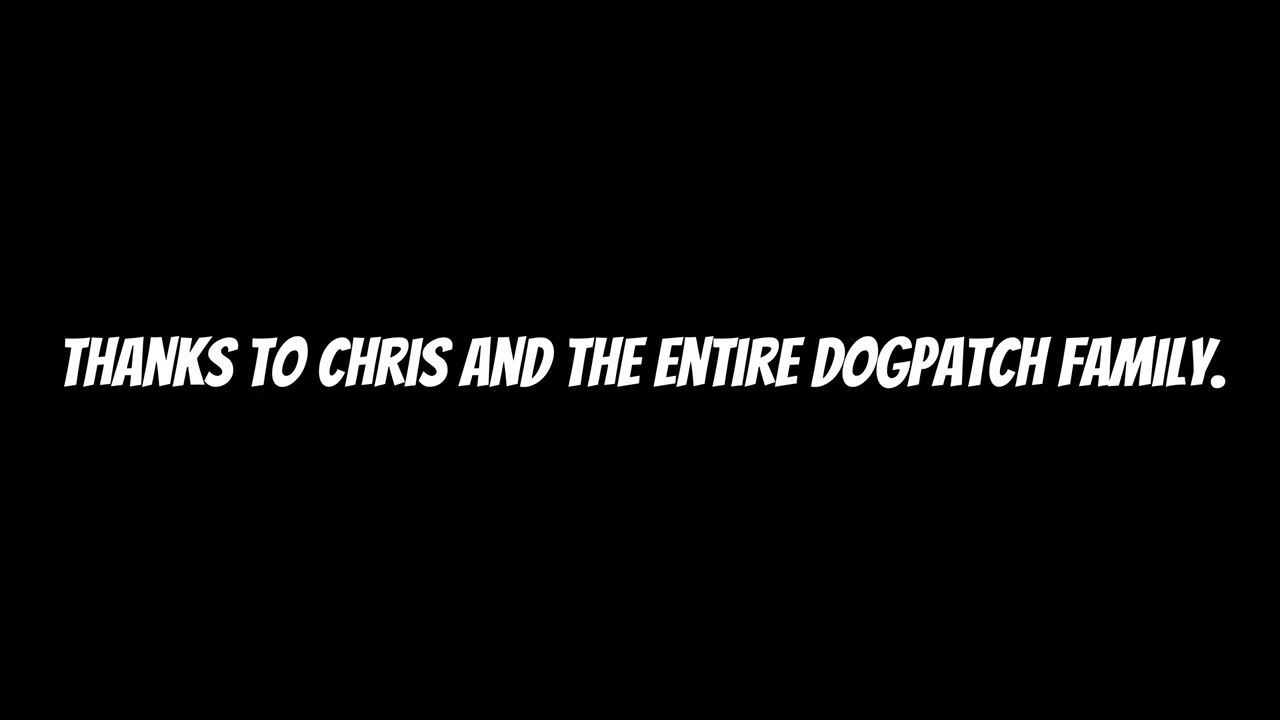 THANKS TO CHRIS AND THE ENTIRE DOGPATCH FAMILY.